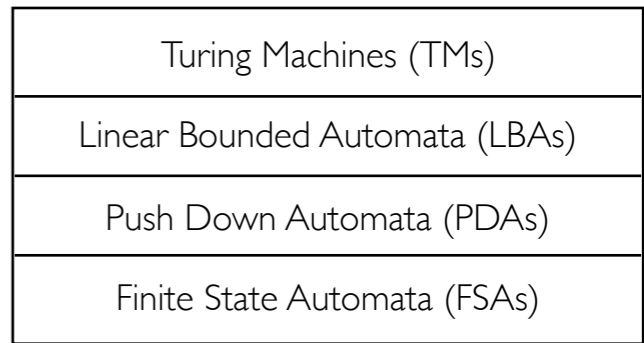 Turing Machines (TMs)
Linear Bounded Automata (LBAs)
Push Down Automata (PDAs)
Finite State Automata (FSAs)